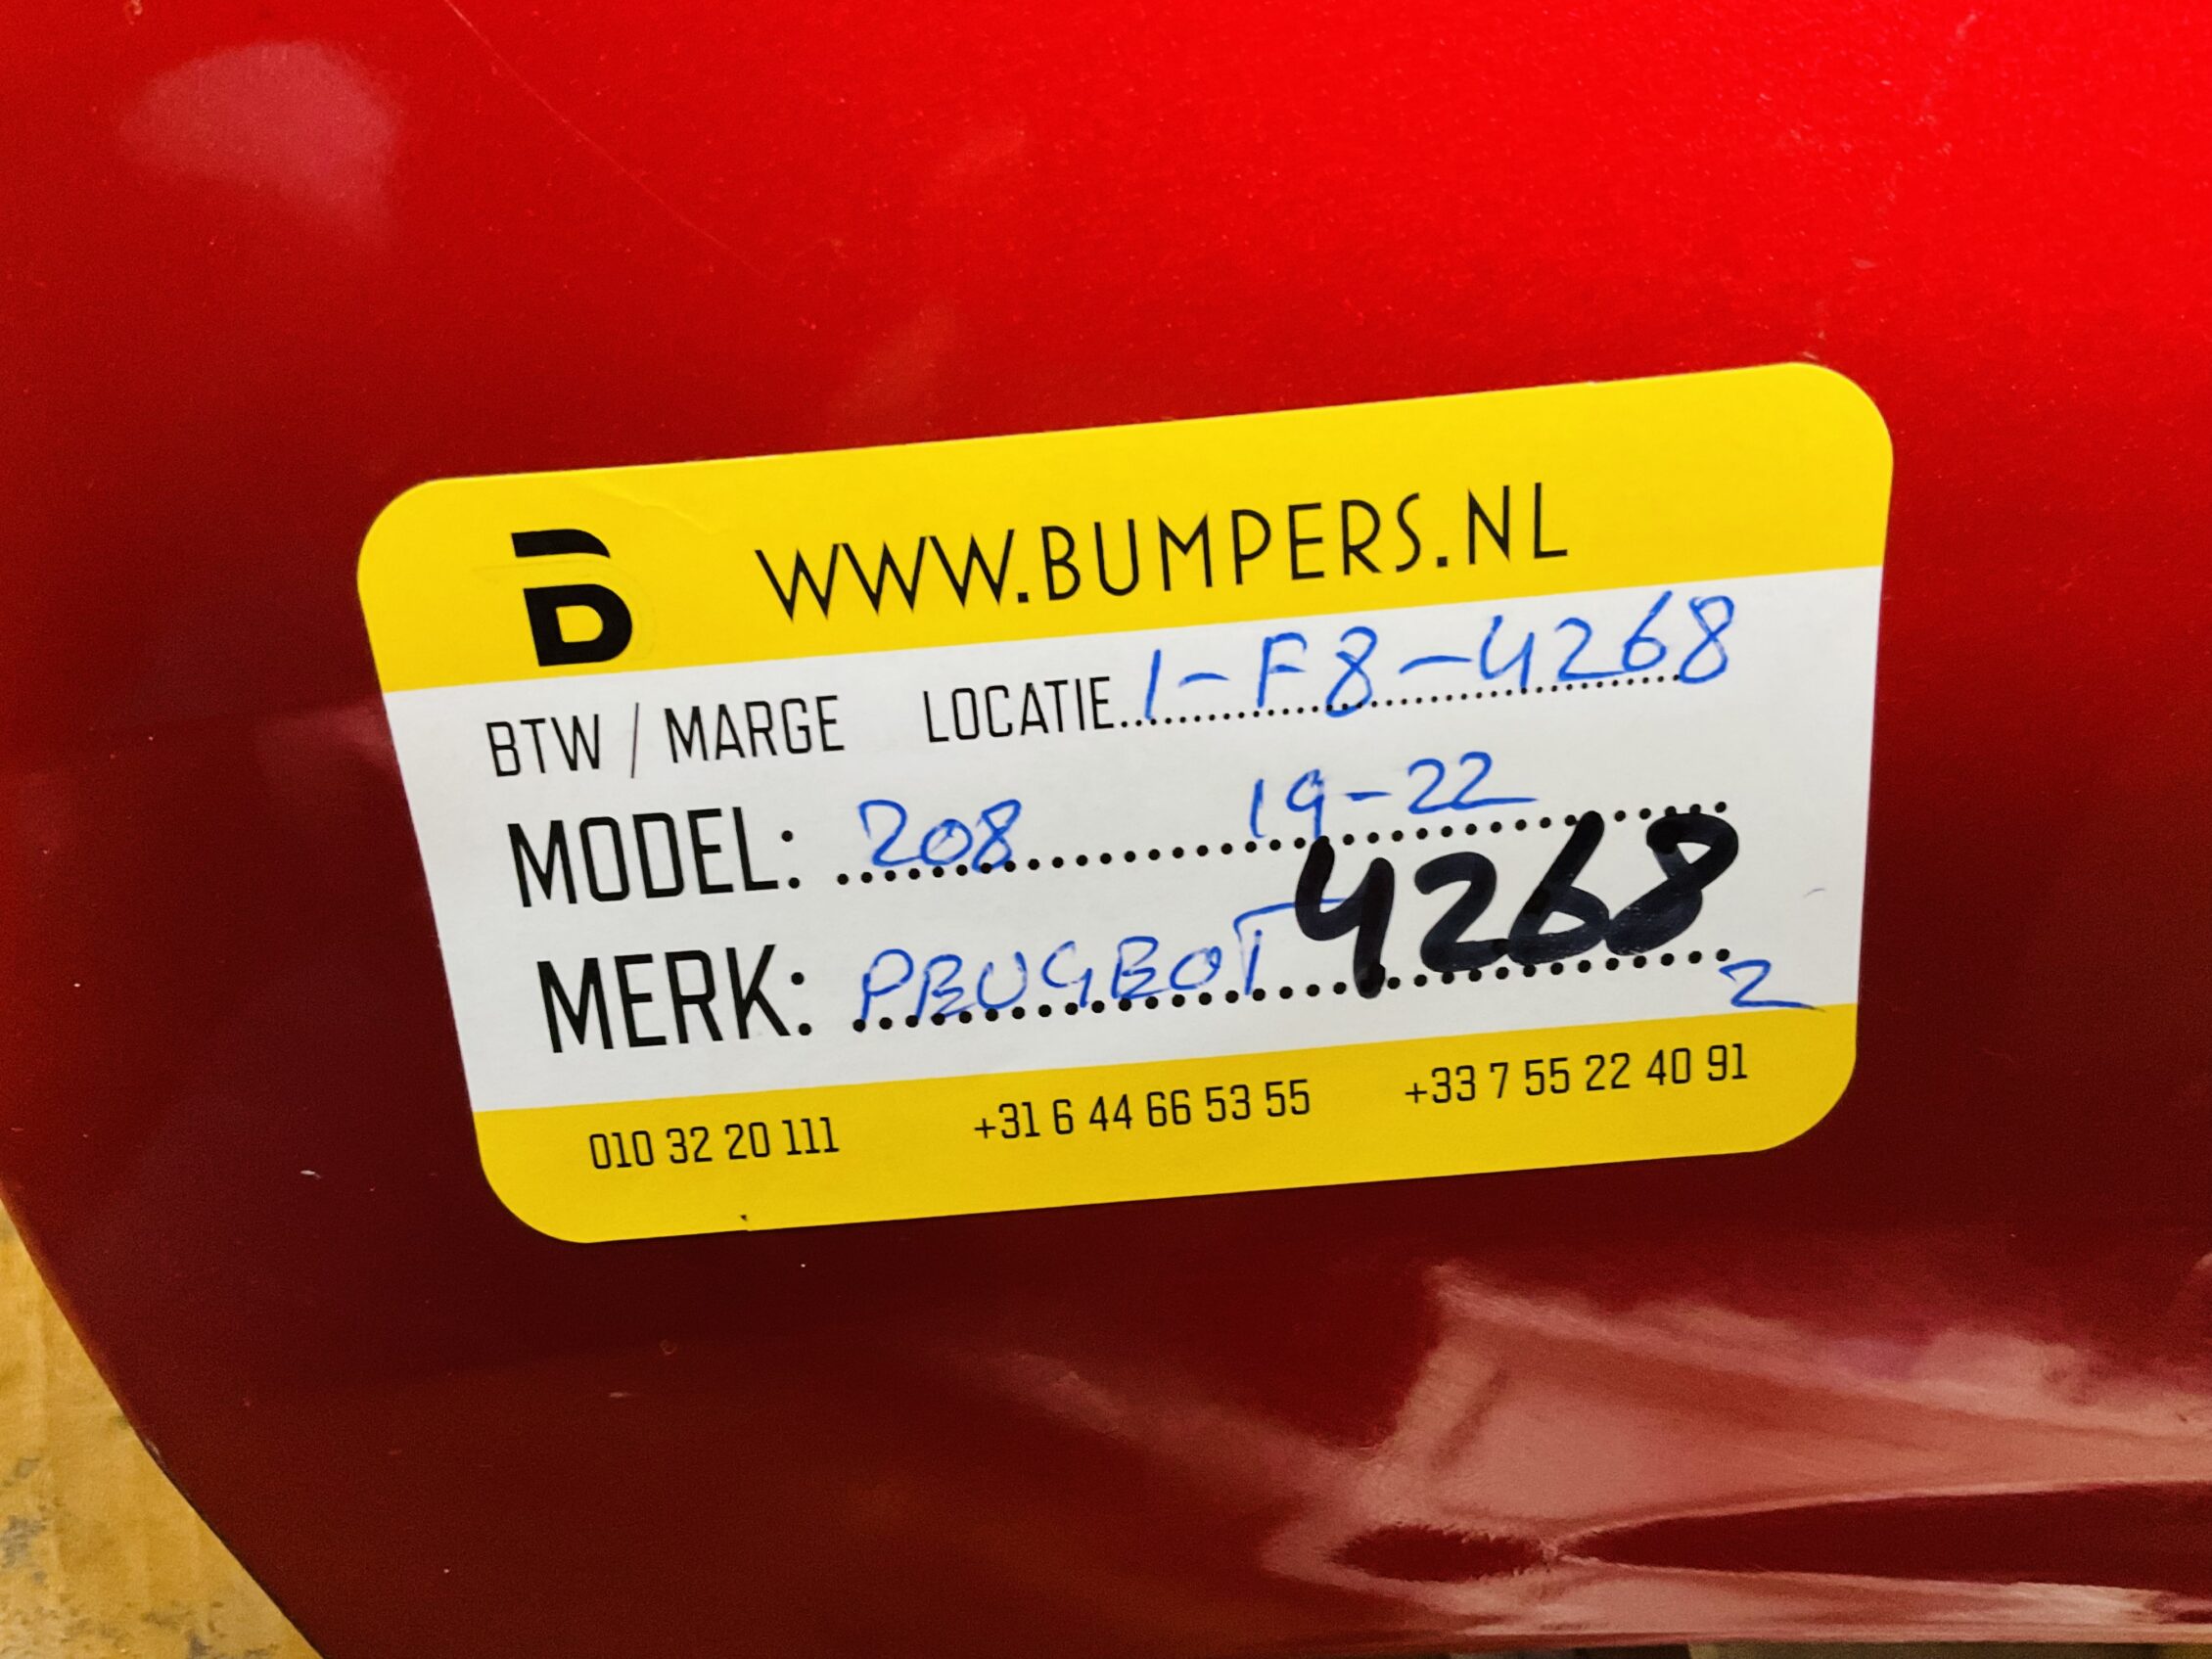 B WWW.BUMPERS.NL
BTW / MARGE LOCATIE 1-F8-4268
MODEL: 208 19-22
MERK: PEUGEOT 4268
2
010 32 20 111 +31 6 44 66 53 55 +33 7 55 22 40 91